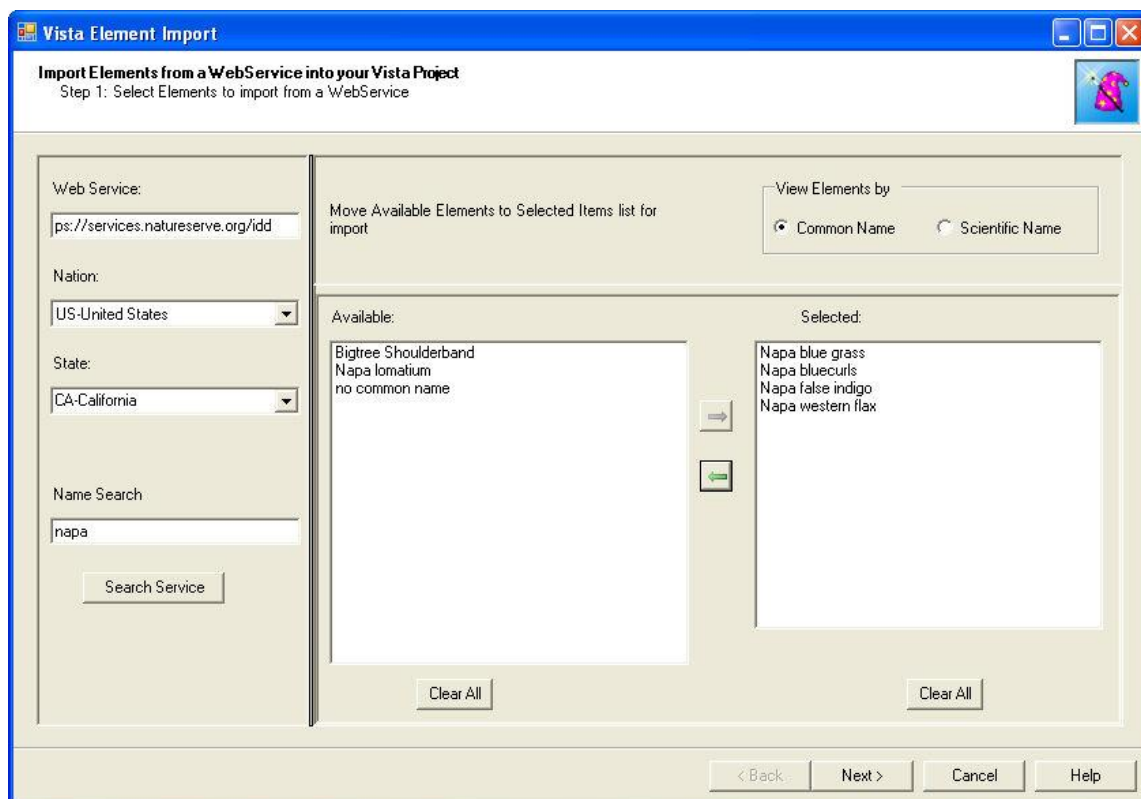 Vista Element Import
Import Elements from a WebService into your Vista Project
Step 1: Select Elements to import from a WebService
Web Service:
ps://services.natureserve.org/idd
Nation:
US-United States
State:
CA-California
Name Search
napa
Search Service
Move Available Elements to Selected Items list for
import
View Elements by
Common Name
Scientific Name
Available:
Bigtree Shoulderband
Napa lomatium
no common name
Clear All
Selected:
Napa blue grass
Napa bluecurls
Napa false indigo
Napa western flax
Clear All
< Back
Next >
Cancel
Help